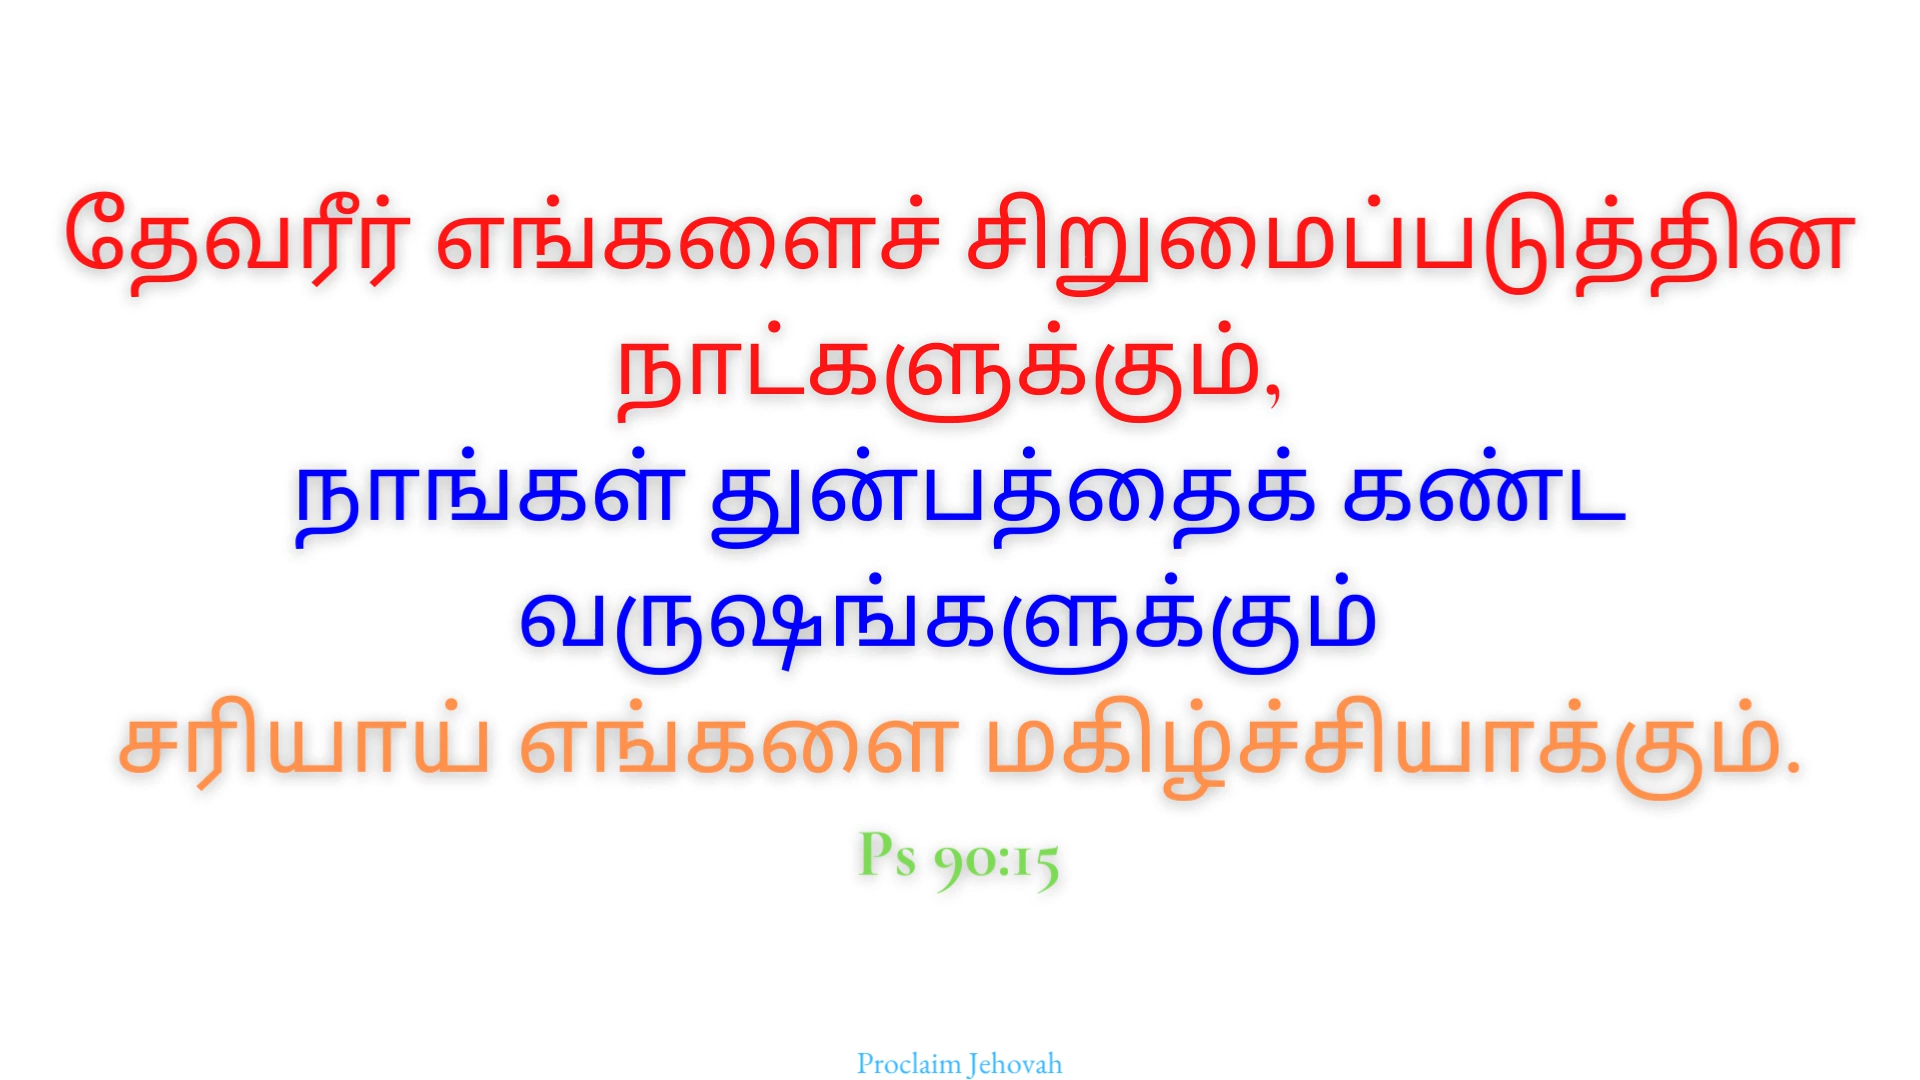 தேவரீர் எங்களைச் சிறுமைப்படுத்தின
நாட்களுக்கும்,
நாங்கள் துன்பத்தைக் கண்ட
வருஷங்களுக்கும்
சரியாய் எங்களை மகிழ்ச்சியாக்கும்.
Ps 90:15
Proclaim Jehovah